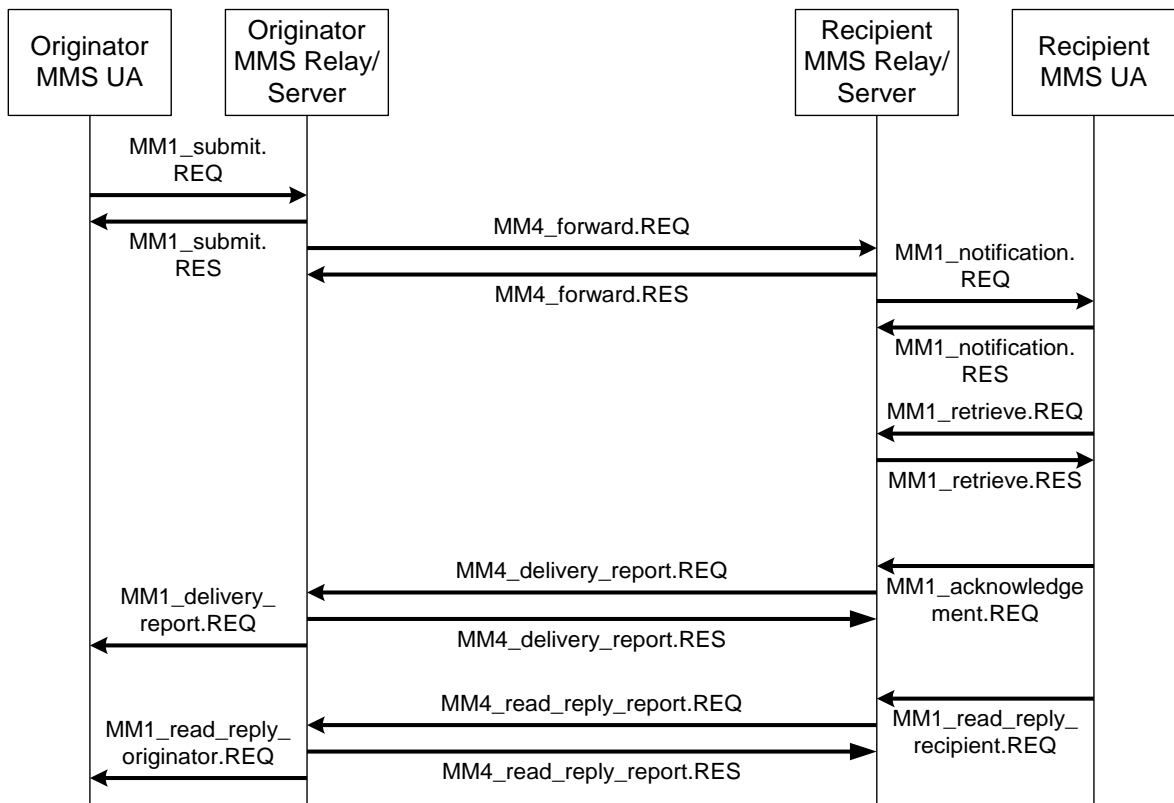 Originator
MMS UA
Originator
MMS Relay/
Server
Recipient
MMS Relay/
Server
Recipient
MMS UA
MM1_submit.
REQ
MM1_submit.
RES
MM4_forward.REQ
MM4_forward.RES
MM1_notification.
REQ
MM1_notification.
RES
MM1_retrieve.REQ
MM1_retrieve.RES
MM1_acknowledge
ment.REQ
MM4_delivery_report.REQ
MM4_delivery_report.RES
MM1_delivery_
report.REQ
MM1_read_reply_
recipient.REQ
MM4_read_reply_report.REQ
MM4_read_reply_report.RES
MM1_read_reply_
originator.REQ